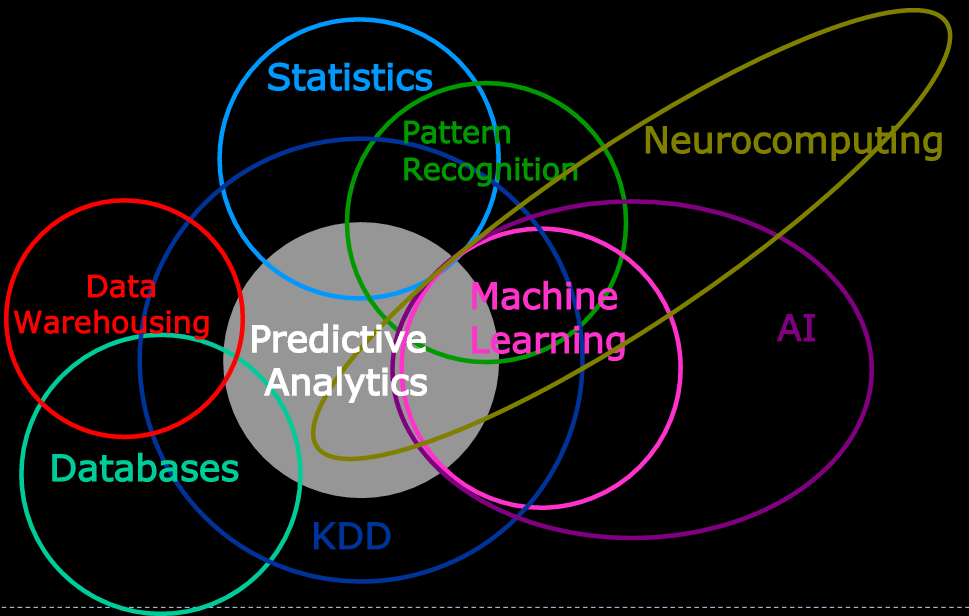 Statistics
Pattern
Recognition
Neurocomputing
Data
Warehousing
Machine
Learning
AI
Predictive
Analytics
Databases
KDD